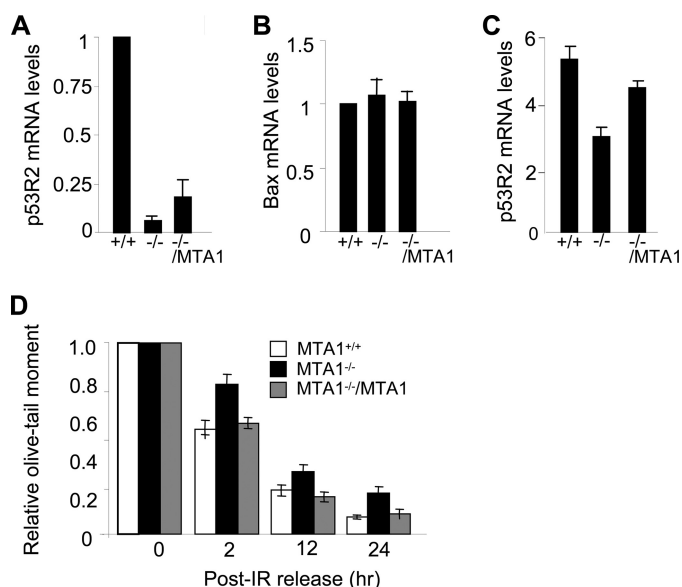 A
p53R2 mRNA levels
1
0.75
0.5
0.25
0
+/+ -/- -/-
/MTA1
B
Bax mRNA levels
1.5
1
0.5
0
+/+ -/- -/-
/MTA1
C
p53R2 mRNA levels
6
4
2
0
+/+ -/- -/-
/MTA1
D
Relative olive-tail moment
1.0
0.8
0.6
0.4
0.2
0
MTA1+/+
MTA1-/-
MTA1-/-/MTA1
0 2 12 24
Post-IR release (hr)